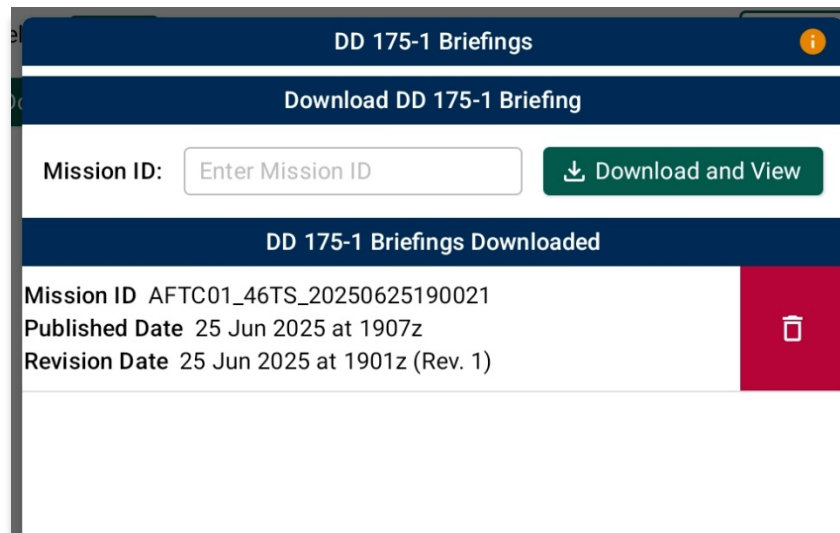 DD 175-1 Briefings
Download DD 175-1 Briefing
Mission ID: Enter Mission ID Download and View
DD 175-1 Briefings Downloaded
Mission ID AFTC01_46TS_20250625190021
Published Date 25 Jun 2025 at 1907z
Revision Date 25 Jun 2025 at 1901z (Rev. 1)